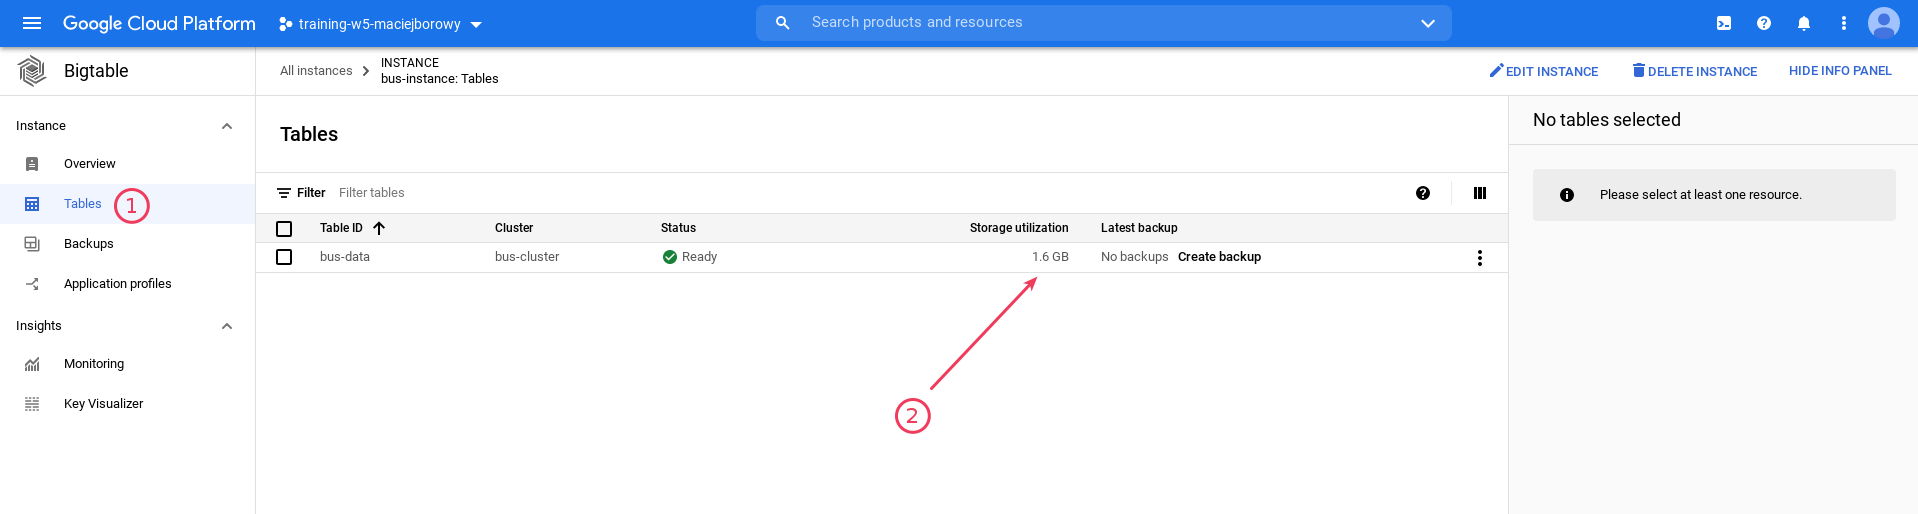 Google Cloud Platform
training-w5-maciejborowy
Search products and resources
Bigtable
All instances
INSTANCE
bus-instance: Tables
EDIT INSTANCE
DELETE INSTANCE
HIDE INFO PANEL
Instance
Overview
Tables
1
Backups
Application profiles
Insights
Monitoring
Key Visualizer
Tables
Filter Filter tables
Table ID Cluster Status Storage utilization Latest backup
bus-data bus-cluster Ready 1.6 GB No backups Create backup
2
No tables selected
Please select at least one resource.